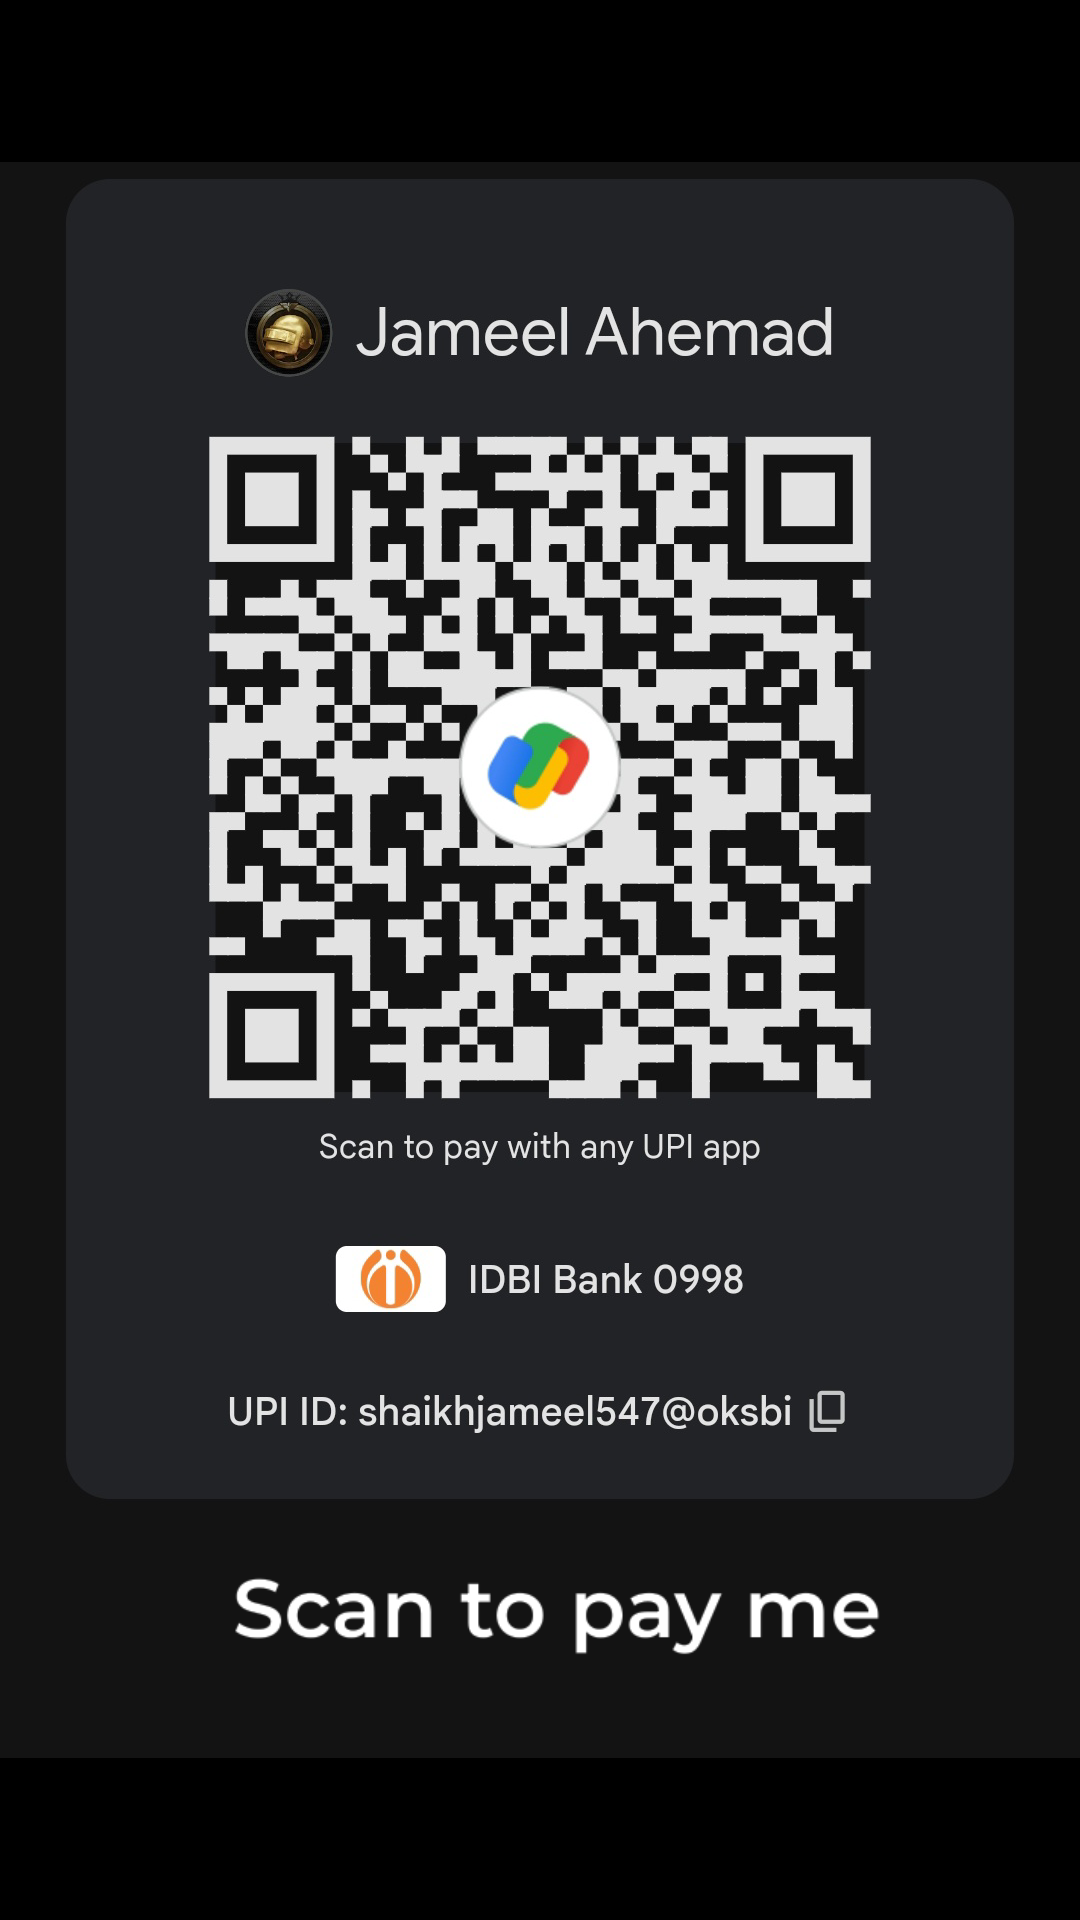 Jameel Ahemad
Scan to pay with any UPI app
IDBI Bank 0998
UPI ID: shaikhjameel547@oksbi
Scan to pay me